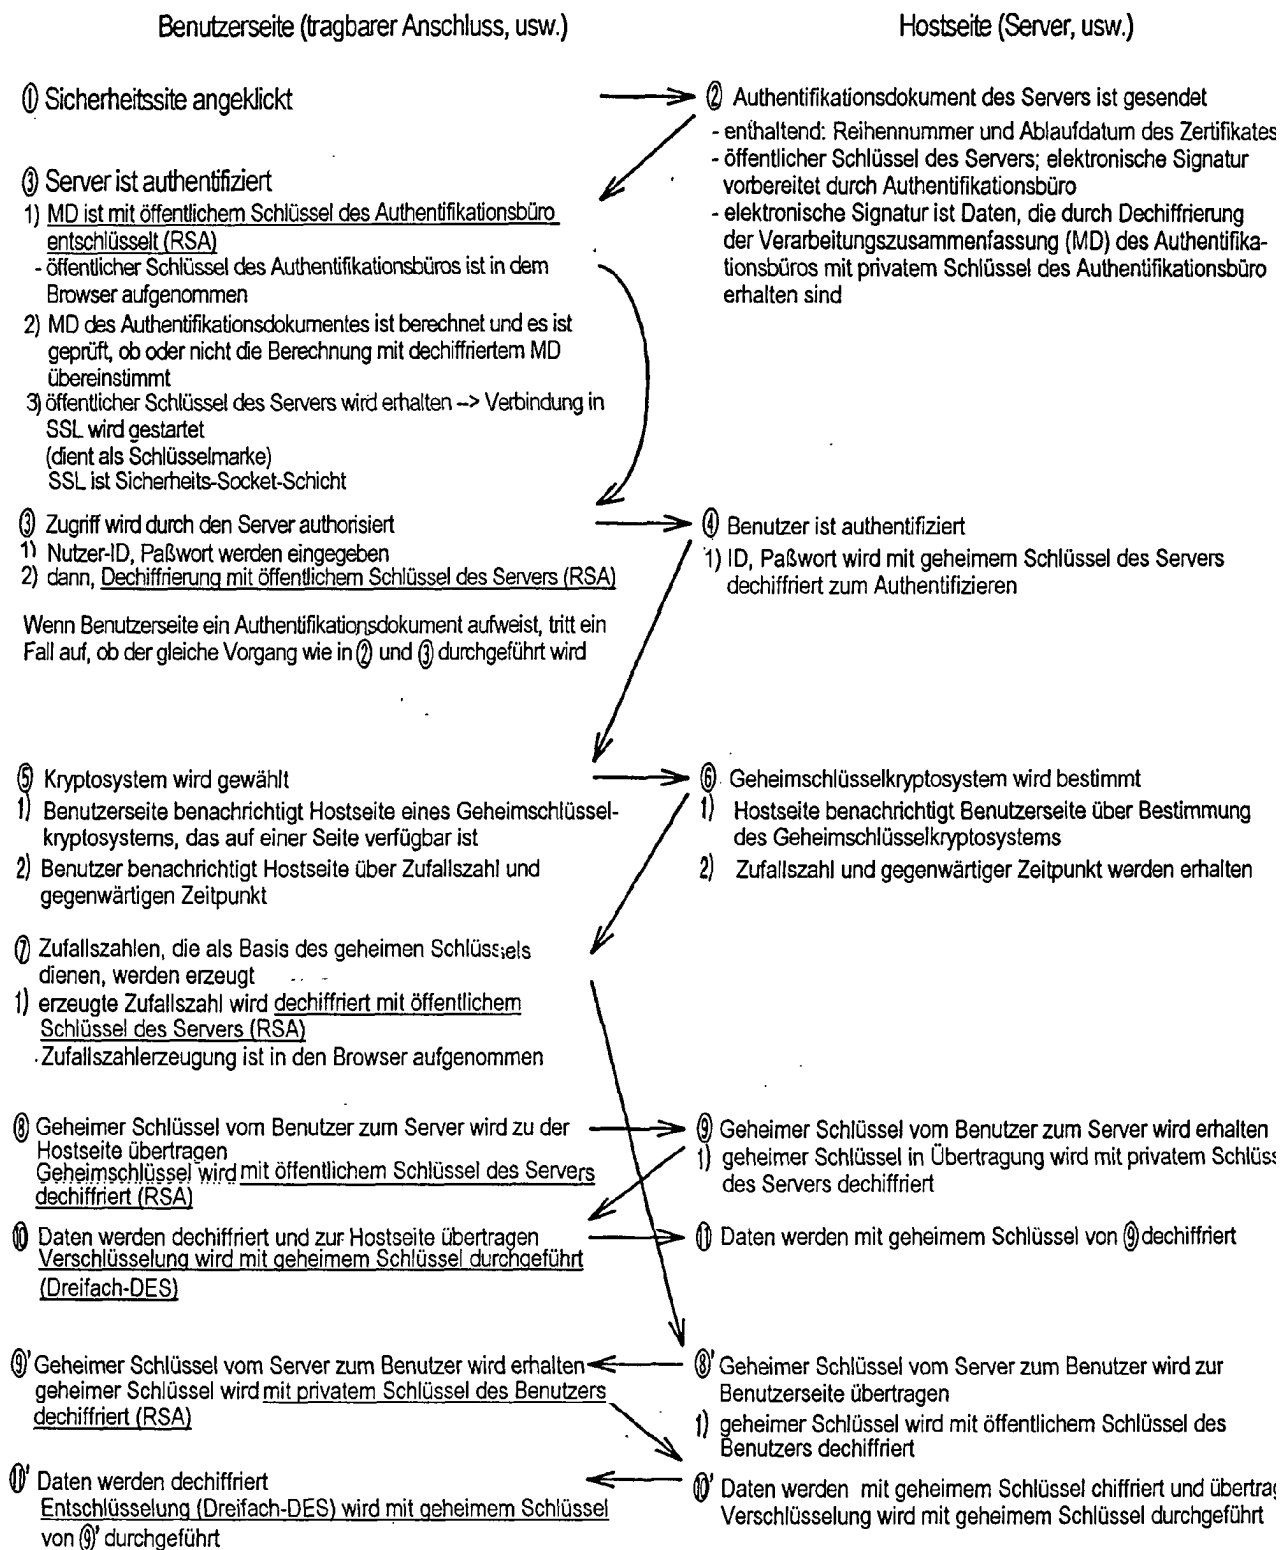 Benutzerseite (tragbarer Anschluss, usw.)
① Sicherheitssite angeklickt
③ Server ist authentifiziert
1) MD ist mit öffentlichem Schlüssel des Authentifikationsbüro
entschlüsselt (RSA)
- öffentlicher Schlüssel des Authentifikationsbüros ist in dem
Browser aufgenommen
2) MD des Authentifikationsdokumentes ist berechnet und es ist
geprüft, ob oder nicht die Berechnung mit dechiffriertem MD
übereinstimmt
3) öffentlicher Schlüssel des Servers wird erhalten --> Verbindung in
SSL wird gestartet
(dient als Schlüsselmarke)
SSL ist Sicherheits-Socket-Schicht
③ Zugriff wird durch den Server authorisiert
1) Nutzer-ID, Paßwort werden eingegeben
2) dann, Dechiffrierung mit öffentlichem Schlüssel des Servers (RSA)
Wenn Benutzerseite ein Authentifikationsdokument aufweist, tritt ein
Fall auf, ob der gleiche Vorgang wie in ② und ③ durchgeführt wird
⑤ Kryptosystem wird gewählt
1) Benutzerseite benachrichtigt Hostseite eines Geheimschlüssel-
kryptosystems, das auf einer Seite verfügbar ist
2) Benutzer benachrichtigt Hostseite über Zufallszahl und
gegenwärtigen Zeitpunkt
⑦ Zufallszahlen, die als Basis des geheimen Schlüssels
dienen, werden erzeugt
1) erzeugte Zufallszahl wird dechiffriert mit öffentlichem
Schlüssel des Servers (RSA)
Zufallszahlerzeugung ist in den Browser aufgenommen
⑧ Geheimer Schlüssel vom Benutzer zum Server wird zu der
Hostseite übertragen
Geheimschlüssel wird mit öffentlichem Schlüssel des Servers
dechiffriert (RSA)
⑩ Daten werden dechiffriert und zur Hostseite übertragen
Verschlüsselung wird mit geheimem Schlüssel durchgeführt
(Dreifach-DES)
⑨' Geheimer Schlüssel vom Server zum Benutzer wird erhalten
geheimer Schlüssel wird mit privatem Schlüssel des Benutzers
dechiffriert (RSA)
⑪' Daten werden dechiffriert
Entschlüsselung (Dreifach-DES) wird mit geheimem Schlüssel
von ⑨' durchgeführt
Hostseite (Server, usw.)
② Authentifikationsdokument des Servers ist gesendet
- enthaltend: Reihennummer und Ablaufdatum des Zertifikates
- öffentlicher Schlüssel des Servers; elektronische Signatur
vorbereitet durch Authentifikationsbüro
- elektronische Signatur ist Daten, die durch Dechiffrierung
der Verarbeitungszusammenfassung (MD) des Authentifika-
tionsbüros mit privatem Schlüssel des Authentifikationsbüro
erhalten sind
④ Benutzer ist authentifiziert
1) ID, Paßwort wird mit geheimem Schlüssel des Servers
dechiffriert zum Authentifizieren
⑥ Geheimschlüsselkryptosystem wird bestimmt
1) Hostseite benachrichtigt Benutzerseite über Bestimmung
des Geheimschlüsselkryptosystems
2) Zufallszahl und gegenwärtiger Zeitpunkt werden erhalten
⑨ Geheimer Schlüssel vom Benutzer zum Server wird erhalten
1) geheimer Schlüssel in Übertragung wird mit privatem Schlüss
des Servers dechiffriert
⑪ Daten werden mit geheimem Schlüssel von ⑨ dechiffriert
⑧' Geheimer Schlüssel vom Server zum Benutzer wird zur
Benutzerseite übertragen
1) geheimer Schlüssel wird mit öffentlichem Schlüssel des
Benutzers dechiffriert
⑩' Daten werden mit geheimem Schlüssel chiffriert und übertrag
Verschlüsselung wird mit geheimem Schlüssel durchgeführt